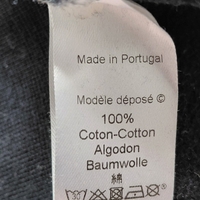 Made in Portugal
Modèle déposé ©
100%
Coton-Cotton
Algodon
Baumwolle
綿